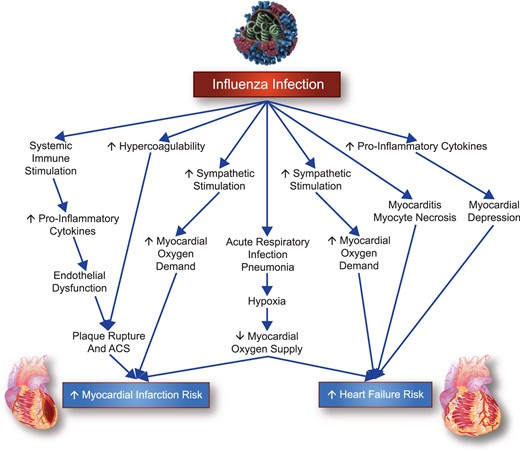 Influenza Infection
Systemic
Immune
Stimulation
↑ Hypercoagulability
↑ Sympathetic
Stimulation
↑ Sympathetic
Stimulation
↑ Pro-Inflammatory Cytokines
↑ Pro-Inflammatory
Cytokines
Myocarditis
Myocyte Necrosis
Myocardial
Depression
↑ Myocardial
Oxygen
Demand
Acute Respiratory
Infection
Pneumonia
↑ Myocardial
Oxygen
Demand
Endothelial
Dysfunction
Hypoxia
Plaque Rupture
And ACS
↓ Myocardial
Oxygen Supply
↑ Myocardial Infarction Risk
↑ Heart Failure Risk